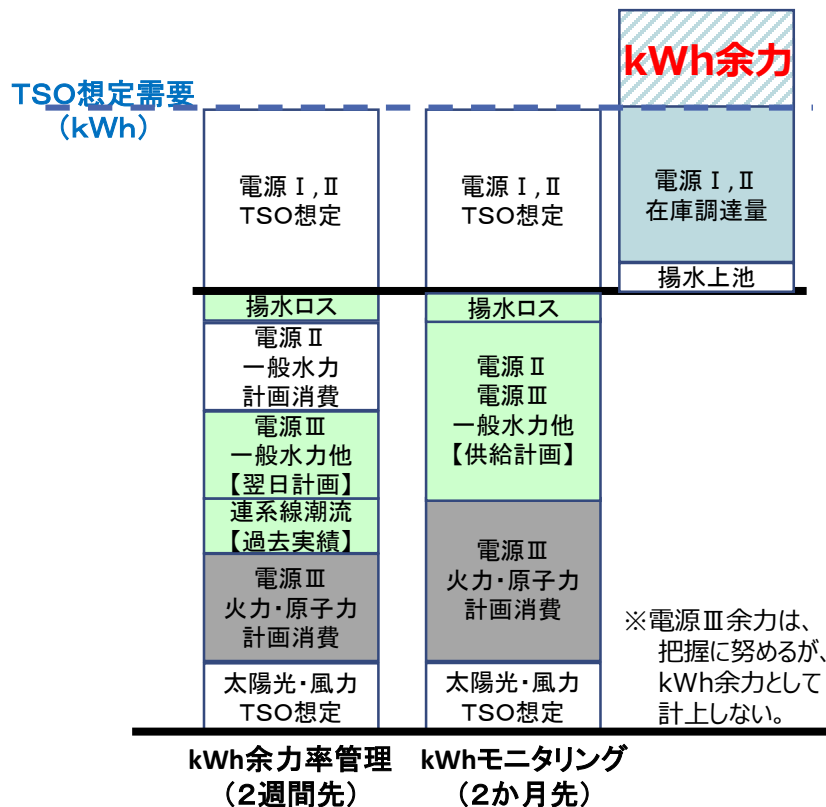 kWh余力
TSO想定需要
(kWh)
電源Ⅰ,Ⅱ
TSO想定
揚水ロス
電源Ⅱ
一般水力
計画消費
電源Ⅲ
一般水力他
【翌日計画】
連系線潮流
【過去実績】
電源Ⅲ
火力・原子力
計画消費
太陽光・風力
TSO想定
kWh余力率管理
(2週間先)
電源Ⅰ,Ⅱ
TSO想定
揚水ロス
電源Ⅱ
電源Ⅲ
一般水力他
【供給計画】
電源Ⅲ
火力・原子力
計画消費
太陽光・風力
TSO想定
kWhモニタリング
(2か月先)
電源Ⅰ,Ⅱ
在庫調達量
揚水上池
※電源Ⅲ余力は、
把握に努めるが、
kWh余力として
計上しない。